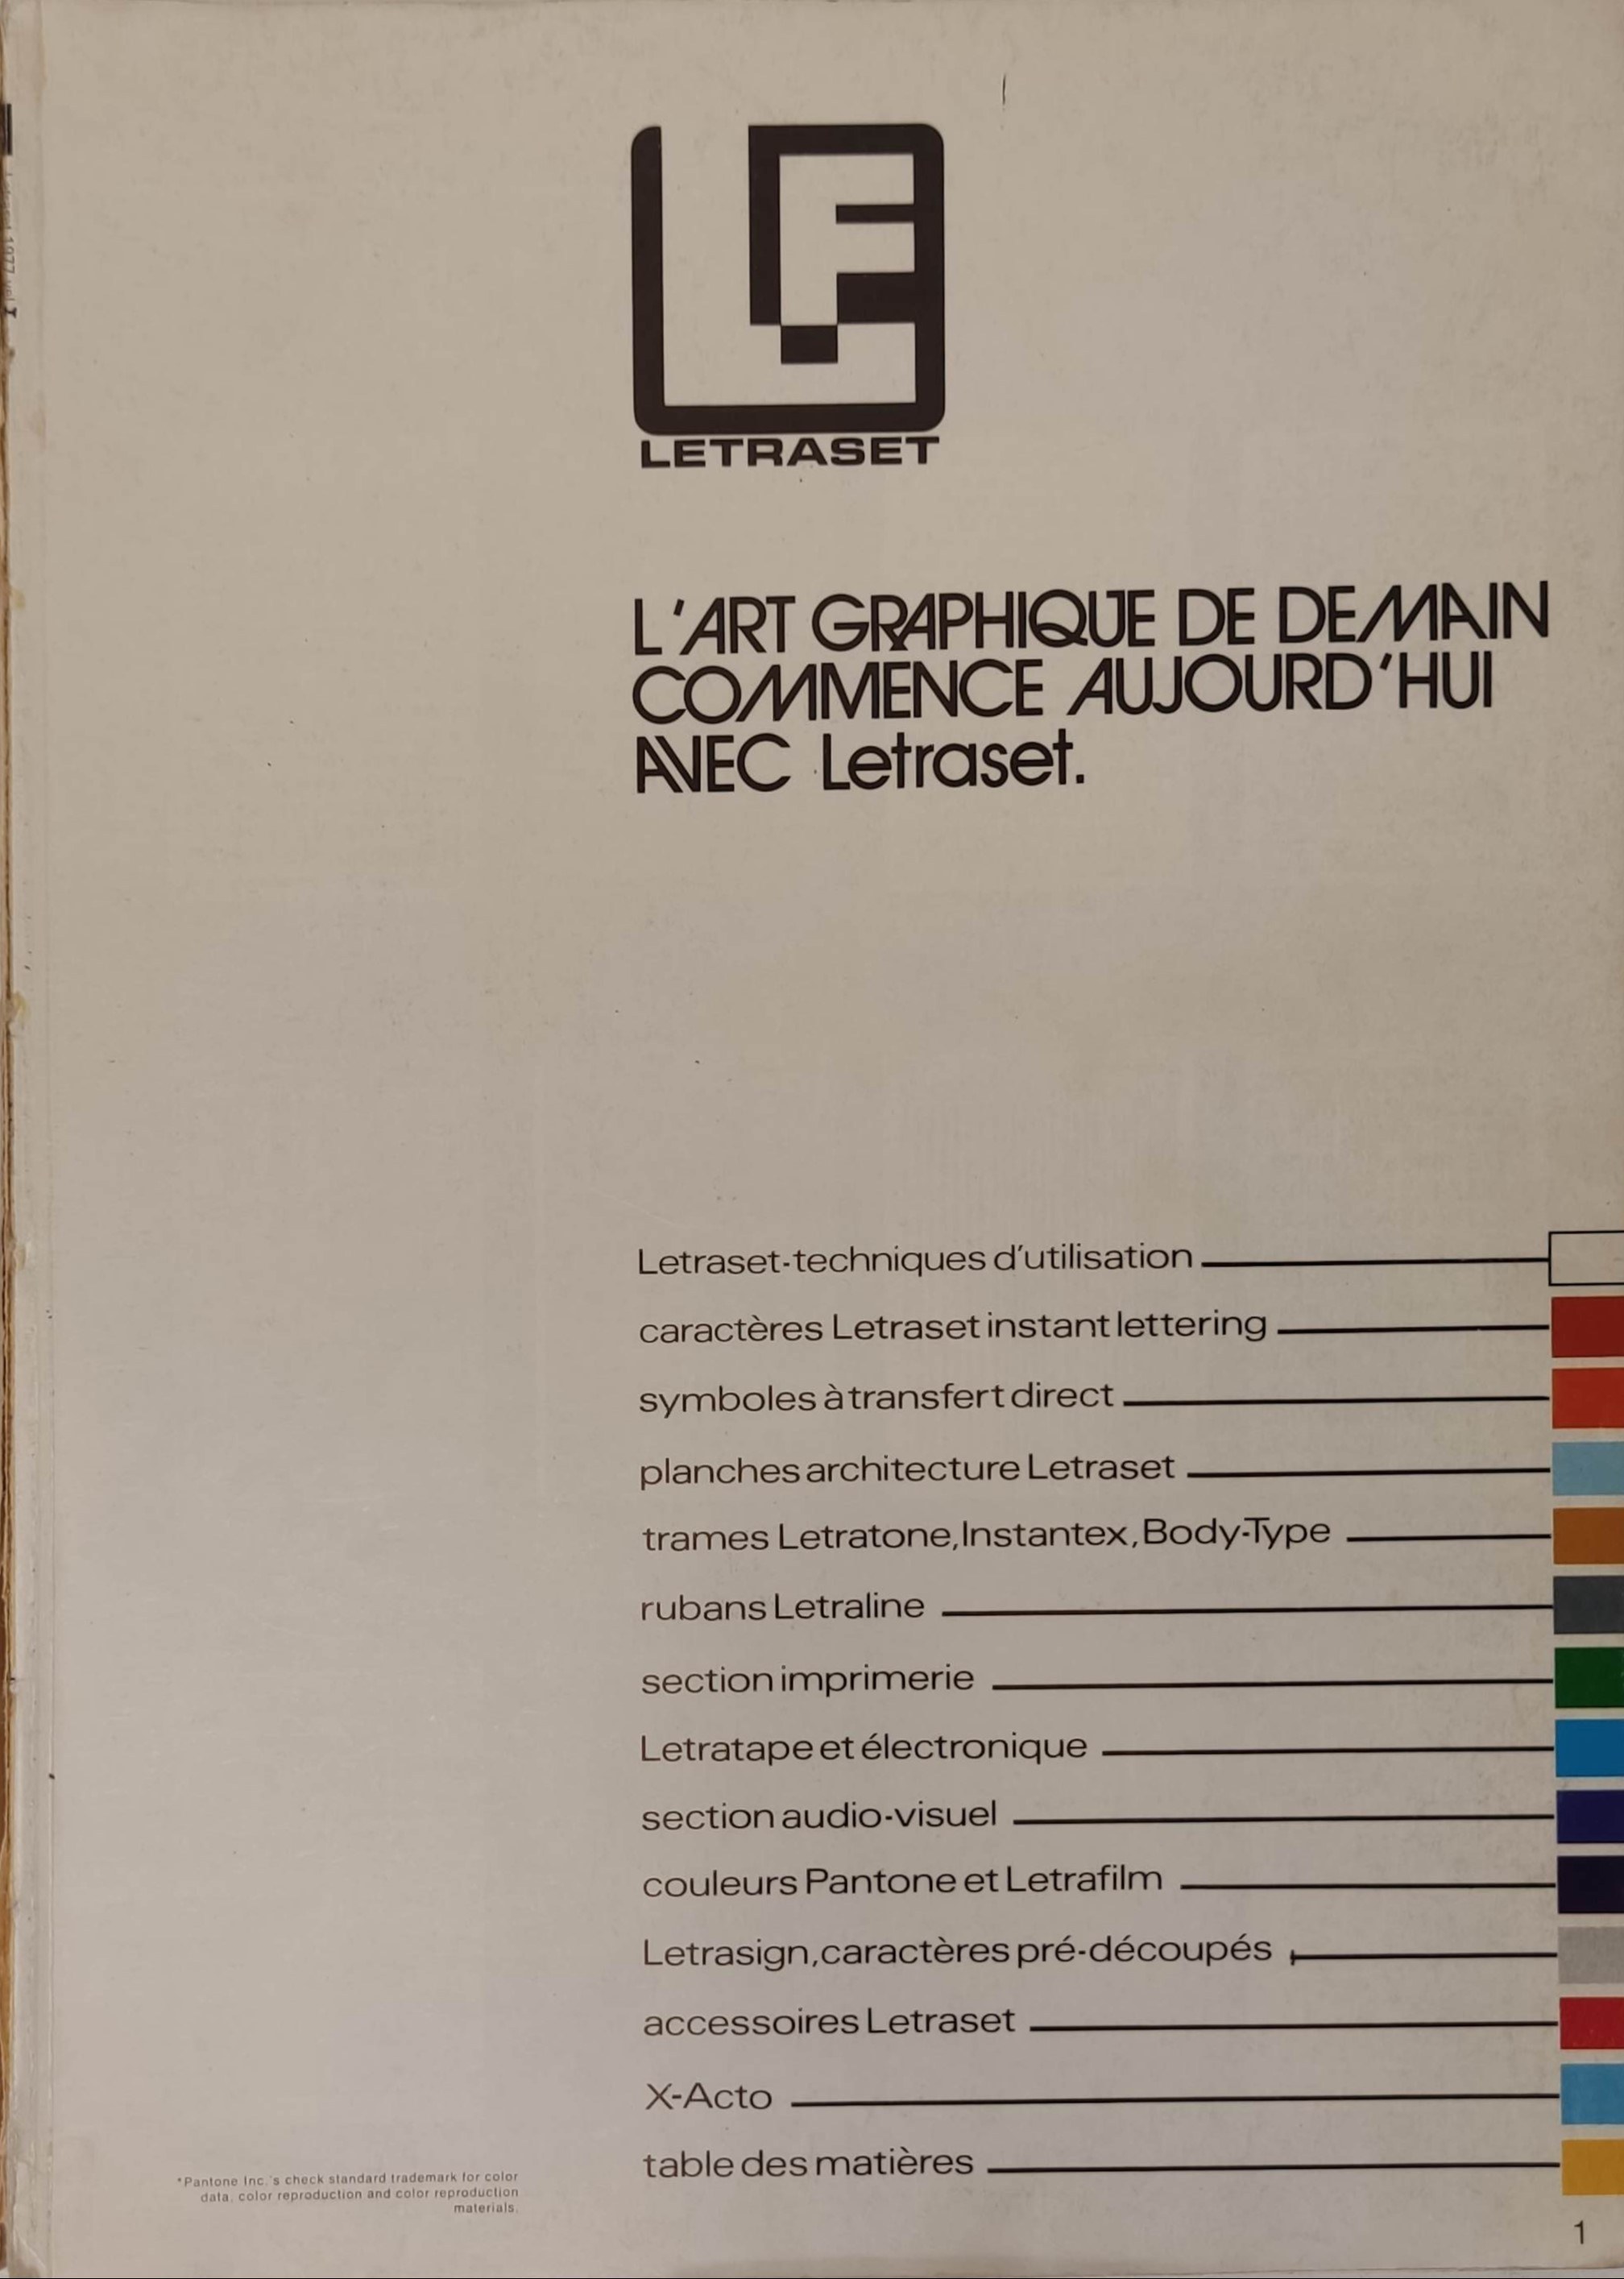 LETRASET
L'ART GRAPHIQUE DE DEMAIN
COMMENCE AUJOURD'HUI
AVEC Letraset.
Letraset-techniques d'utilisation
caractères Letraset instant lettering
symboles à transfert direct
planches architecture Letraset
trames Letratone, Instantex, Body-Type
rubans Letraline
section imprimerie
Letratape et électronique
section audio-visuel
couleurs Pantone et Letrafilm
Letrasign, caractères pré-découpés
accessoires Letraset
X-Acto
table des matières
*Pantone Inc.'s check standard trademark for color
data, color reproduction and color reproduction
materials.
1